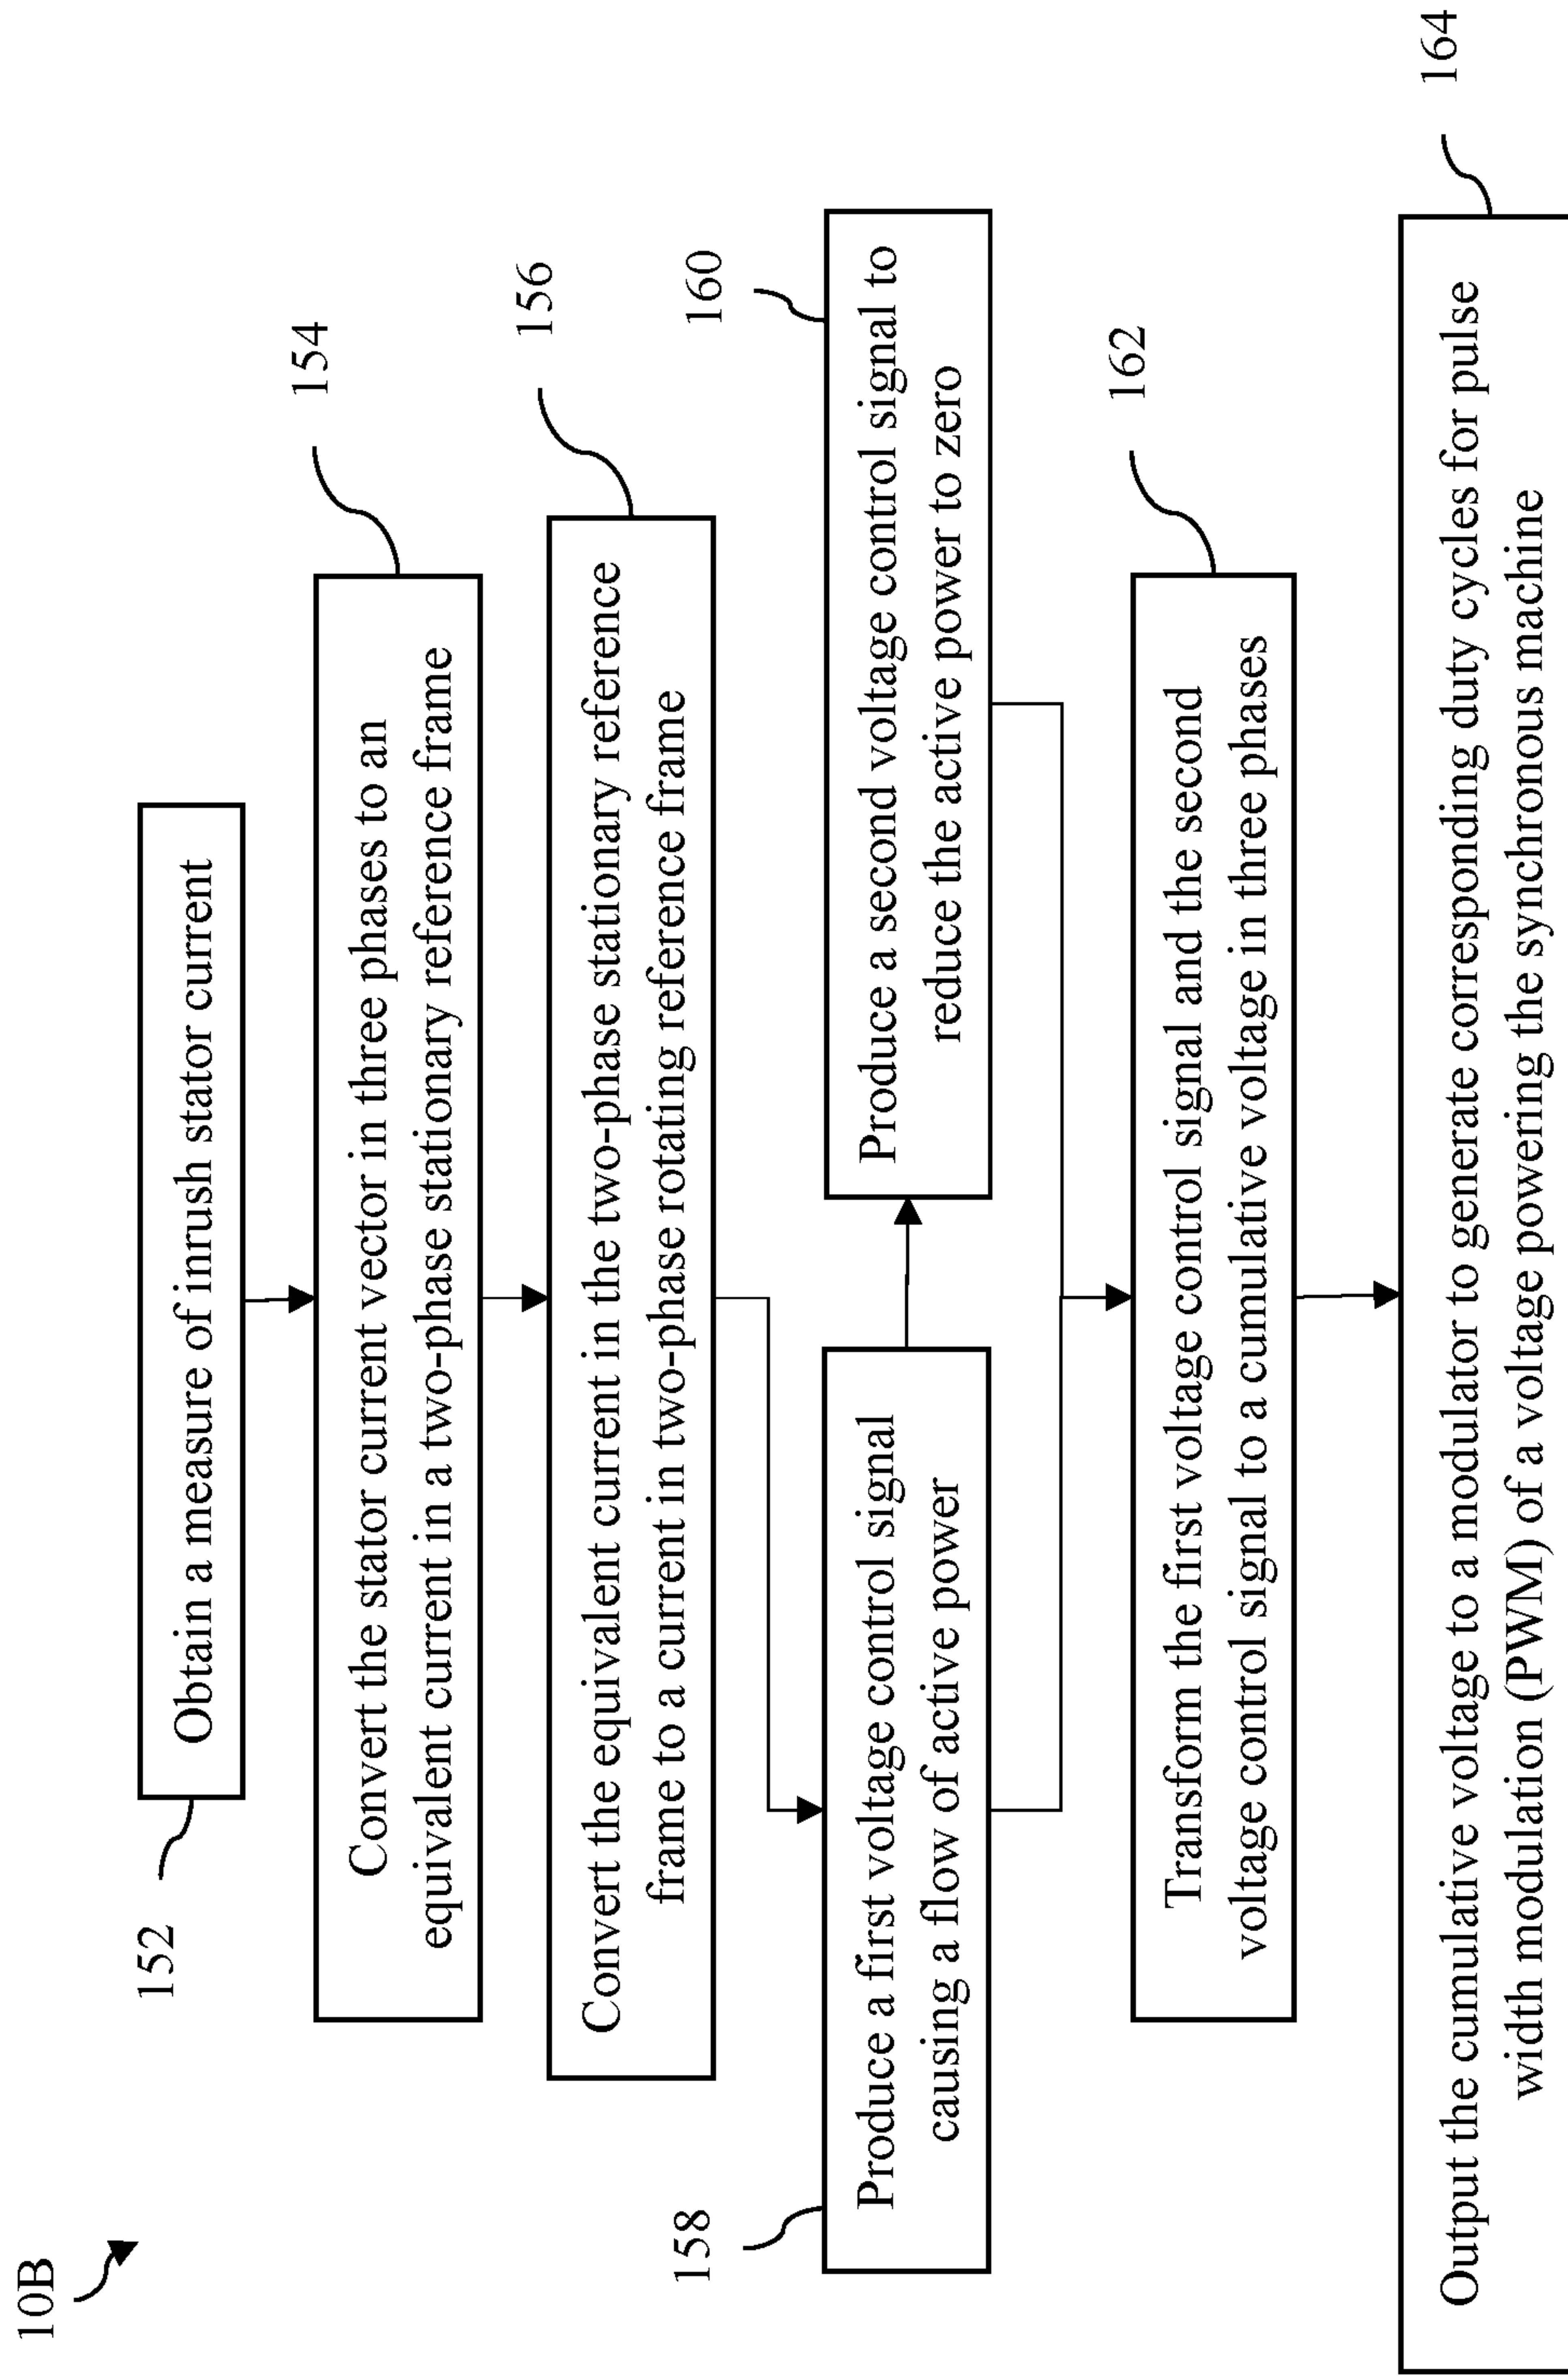 10B
152
Obtain a measure of inrush stator current
154
Convert the stator current vector in three phases to an
equivalent current in a two-phase stationary reference frame
156
Convert the equivalent current in the two-phase stationary reference
frame to a current in two-phase rotating reference frame
158
Produce a first voltage control signal
causing a flow of active power
160
Produce a second voltage control signal to
reduce the active power to zero
162
Transform the first voltage control signal and the second
voltage control signal to a cumulative voltage in three phases
164
Output the cumulative voltage to a modulator to generate corresponding duty cycles for pulse
width modulation (PWM) of a voltage powering the synchronous machine